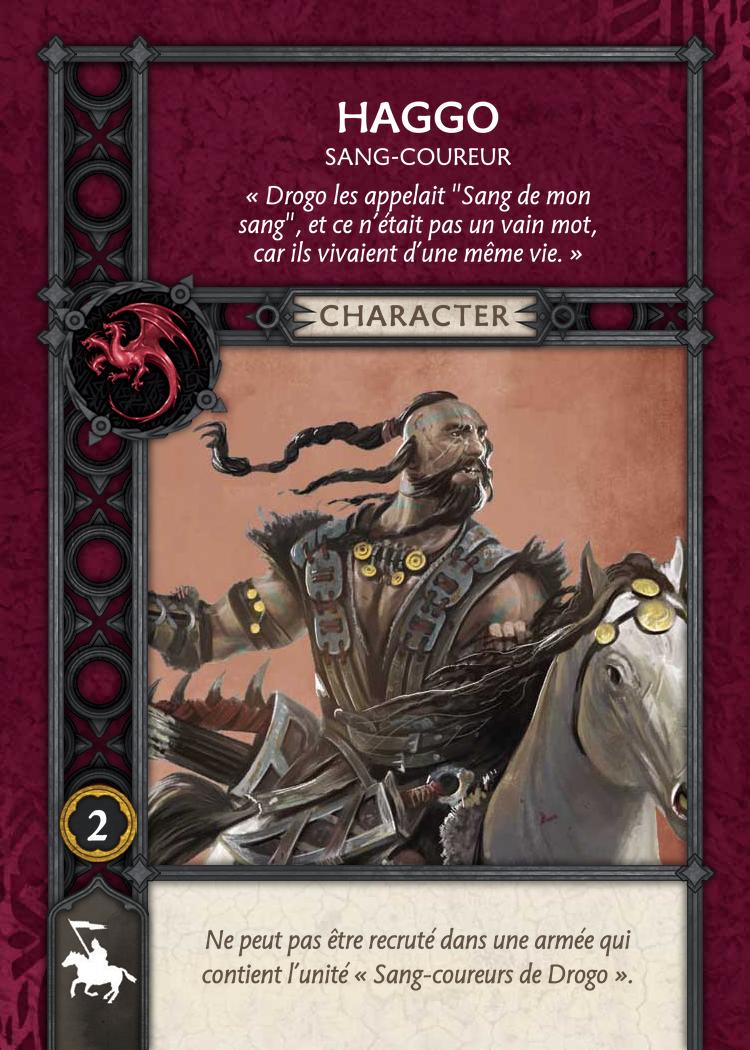 HAGGO
SANG-COUREUR
« Drogo les appelait "Sang de mon
sang", et ce n'était pas un vain mot,
car ils vivaient d'une même vie. »
CHARACTER
2
Ne peut pas être recruté dans une armée qui
contient l'unité « Sang-coureurs de Drogo ».